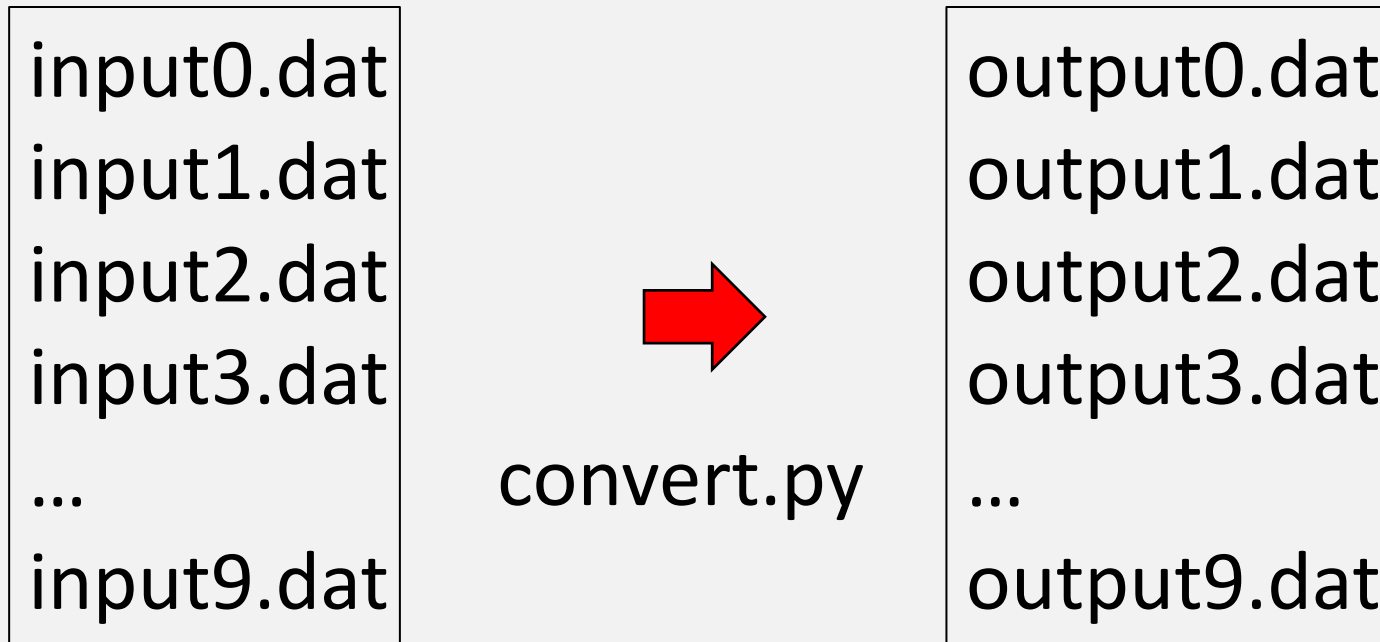 input0.dat
input1.dat
input2.dat
input3.dat
...
input9.dat
convert.py
output0.dat
output1.dat
output2.dat
output3.dat
...
output9.dat